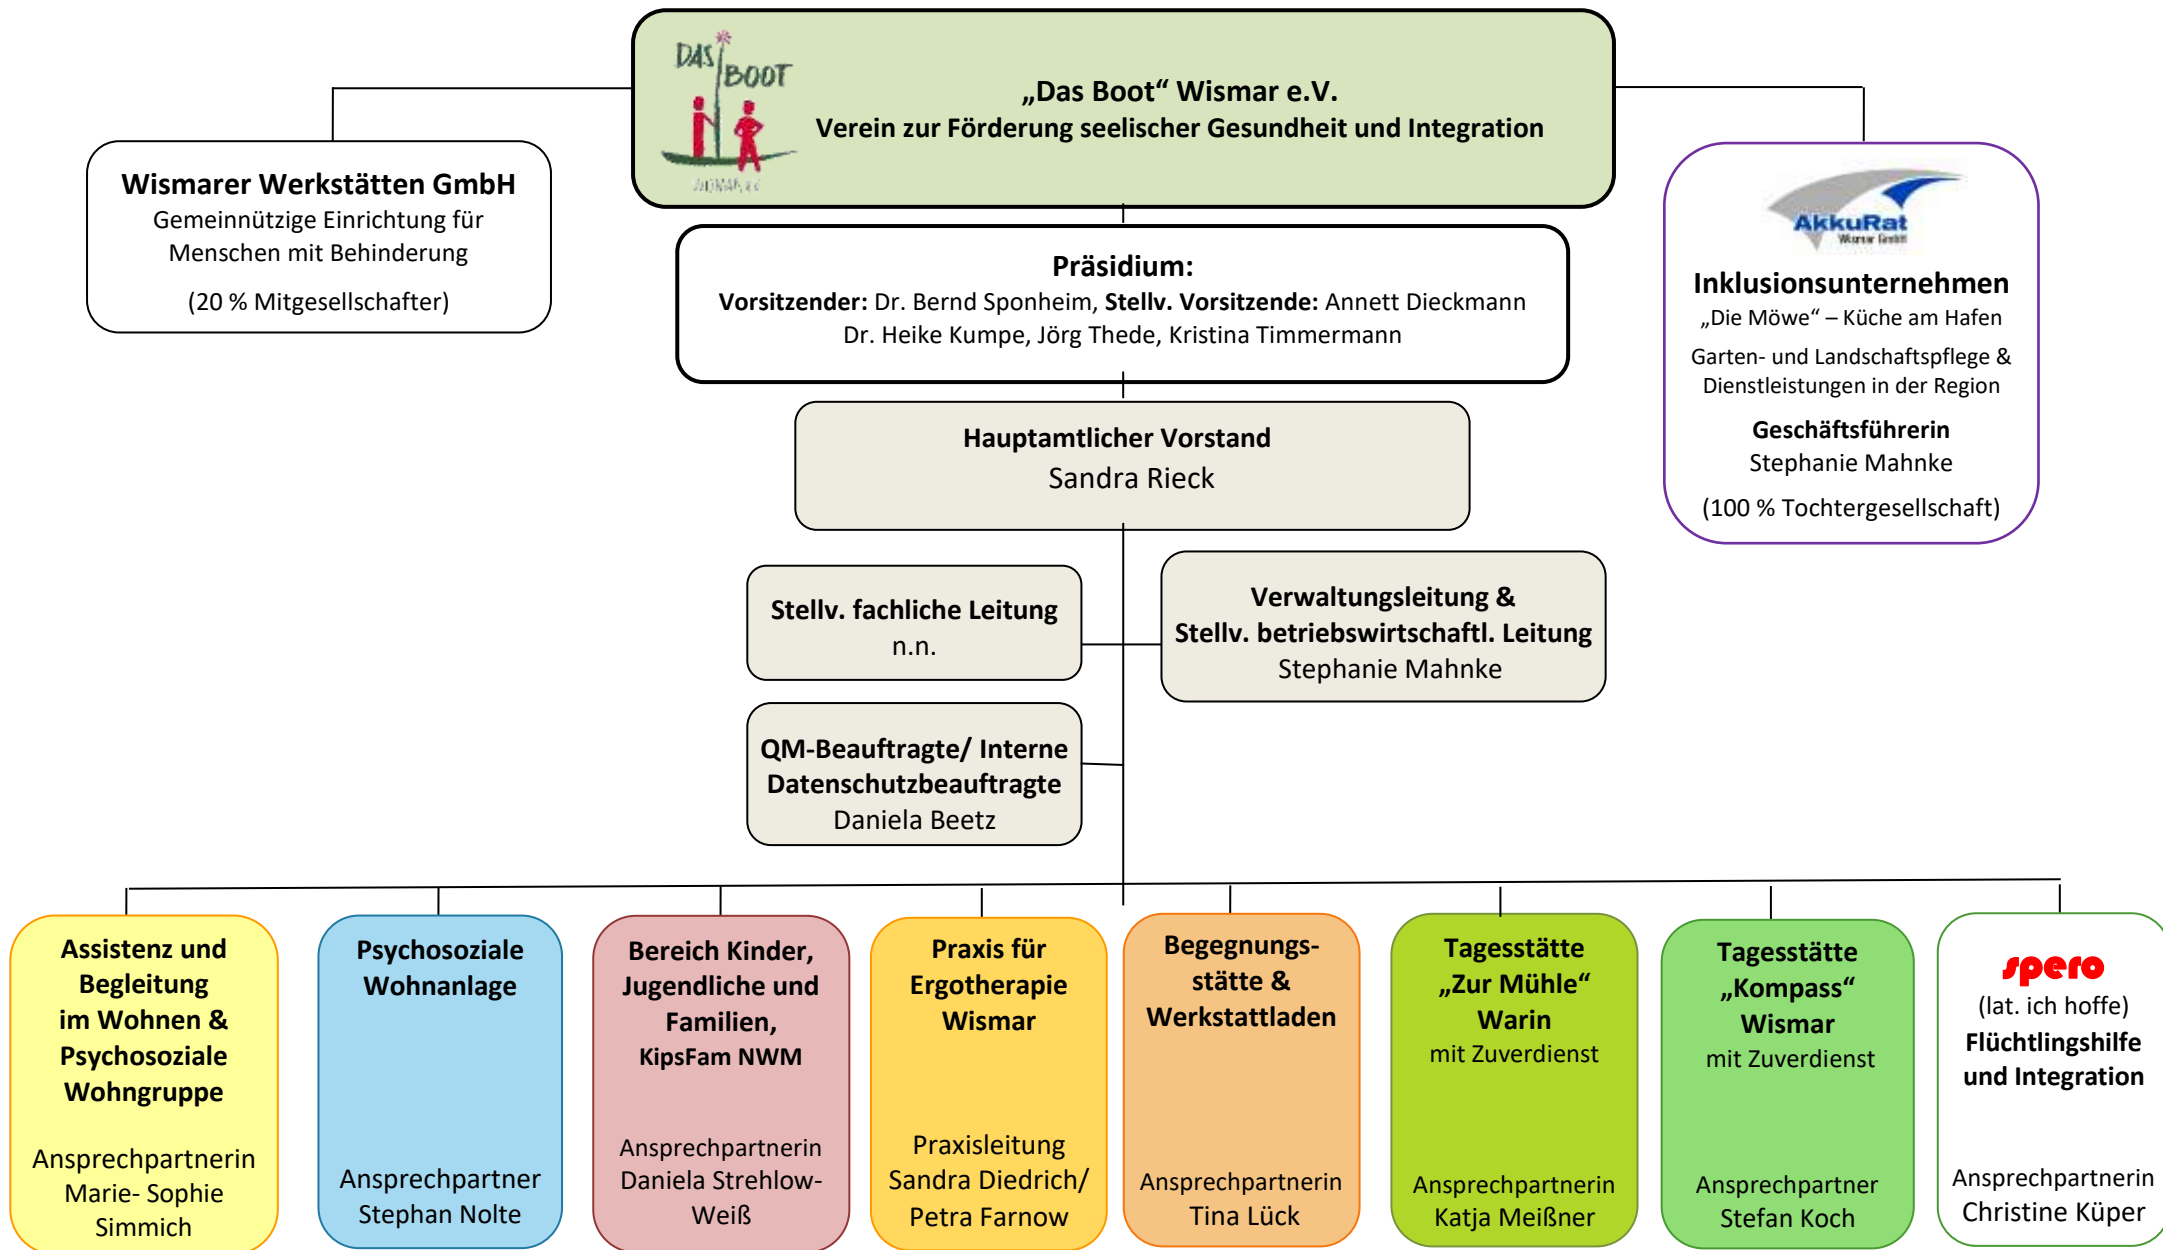 DAS BOOT
WISMAR e.V.
„Das Boot“ Wismar e.V.
Verein zur Förderung seelischer Gesundheit und Integration
Wismarer Werkstätten GmbH
Gemeinnützige Einrichtung für
Menschen mit Behinderung
(20 % Mitgesellschafter)
AkkuRat
Wismar GmbH
Inklusionsunternehmen
„Die Möwe“ – Küche am Hafen
Garten- und Landschaftspflege &
Dienstleistungen in der Region
Geschäftsführerin
Stephanie Mahnke
(100 % Tochtergesellschaft)
Präsidium:
Vorsitzender: Dr. Bernd Sponheim, Stellv. Vorsitzende: Annett Dieckmann
Dr. Heike Kumpe, Jörg Thede, Kristina Timmermann
Hauptamtlicher Vorstand
Sandra Rieck
Stellv. fachliche Leitung
n.n.
Verwaltungsleitung &
Stellv. betriebswirtschaftl. Leitung
Stephanie Mahnke
QM-Beauftragte/ Interne
Datenschutzbeauftragte
Daniela Beetz
Assistenz und
Begleitung
im Wohnen &
Psychosoziale
Wohngruppe
Ansprechpartnerin
Marie- Sophie
Simmich
Psychosoziale
Wohnanlage
Ansprechpartner
Stephan Nolte
Bereich Kinder,
Jugendliche und
Familien,
KipsFam NWM
Ansprechpartnerin
Daniela Strehlow-
Weiß
Praxis für
Ergotherapie
Wismar
Praxisleitung
Sandra Diedrich/
Petra Farnow
Begegnungs-
stätte &
Werkstattladen
Ansprechpartnerin
Tina Lück
Tagesstätte
„Zur Mühle“
Warin
mit Zuverdienst
Ansprechpartnerin
Katja Meißner
Tagesstätte
„Kompass“
Wismar
mit Zuverdienst
Ansprechpartner
Stefan Koch
spero
(lat. ich hoffe)
Flüchtlingshilfe
und Integration
Ansprechpartnerin
Christine Küper